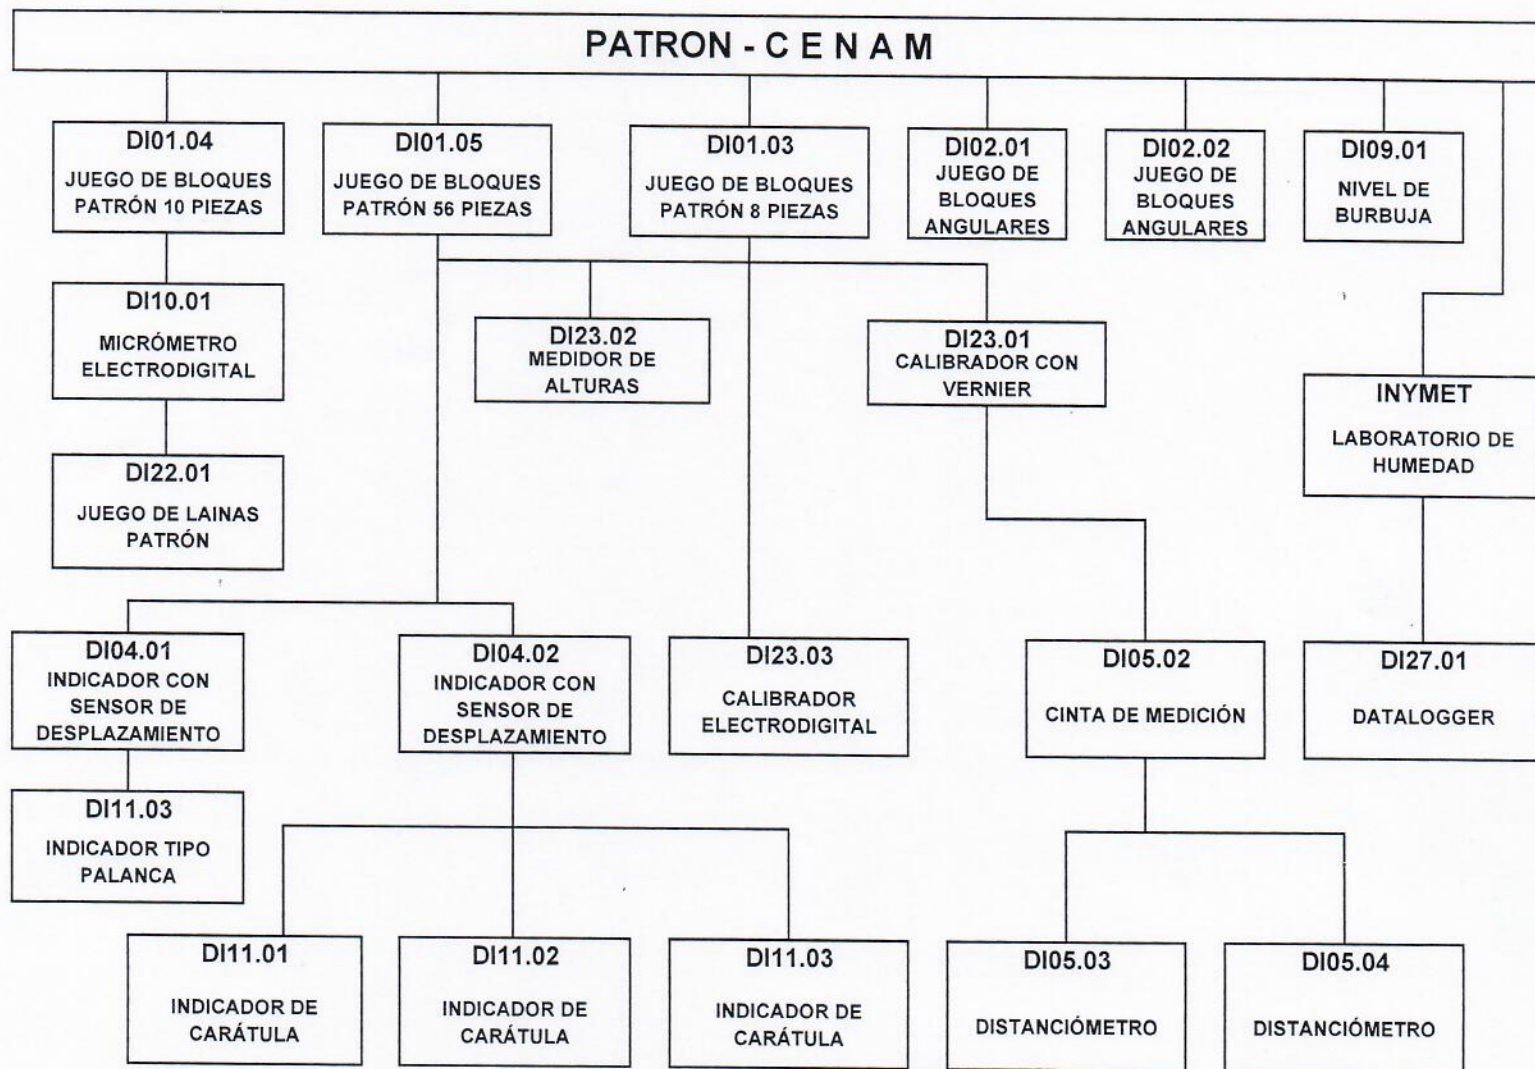 PATRON - C E N A M
DI01.04
JUEGO DE BLOQUES
PATRÓN 10 PIEZAS
DI01.05
JUEGO DE BLOQUES
PATRÓN 56 PIEZAS
DI01.03
JUEGO DE BLOQUES
PATRÓN 8 PIEZAS
DI02.01
JUEGO DE
BLOQUES
ANGULARES
DI02.02
JUEGO DE
BLOQUES
ANGULARES
DI09.01
NIVEL DE
BURBUJA
DI10.01
MICRÓMETRO
ELECTRODIGITAL
DI23.02
MEDIDOR DE
ALTURAS
DI23.01
CALIBRADOR CON
VERNIER
INYMET
LABORATORIO DE
HUMEDAD
DI22.01
JUEGO DE LAINAS
PATRÓN
DI04.01
INDICADOR CON
SENSOR DE
DESPLAZAMIENTO
DI04.02
INDICADOR CON
SENSOR DE
DESPLAZAMIENTO
DI23.03
CALIBRADOR
ELECTRODIGITAL
DI05.02
CINTA DE MEDICIÓN
DI27.01
DATALOGGER
DI11.03
INDICADOR TIPO
PALANCA
DI11.01
INDICADOR DE
CARÁTULA
DI11.02
INDICADOR DE
CARÁTULA
DI11.03
INDICADOR DE
CARÁTULA
DI05.03
DISTANCIÓMETRO
DI05.04
DISTANCIÓMETRO